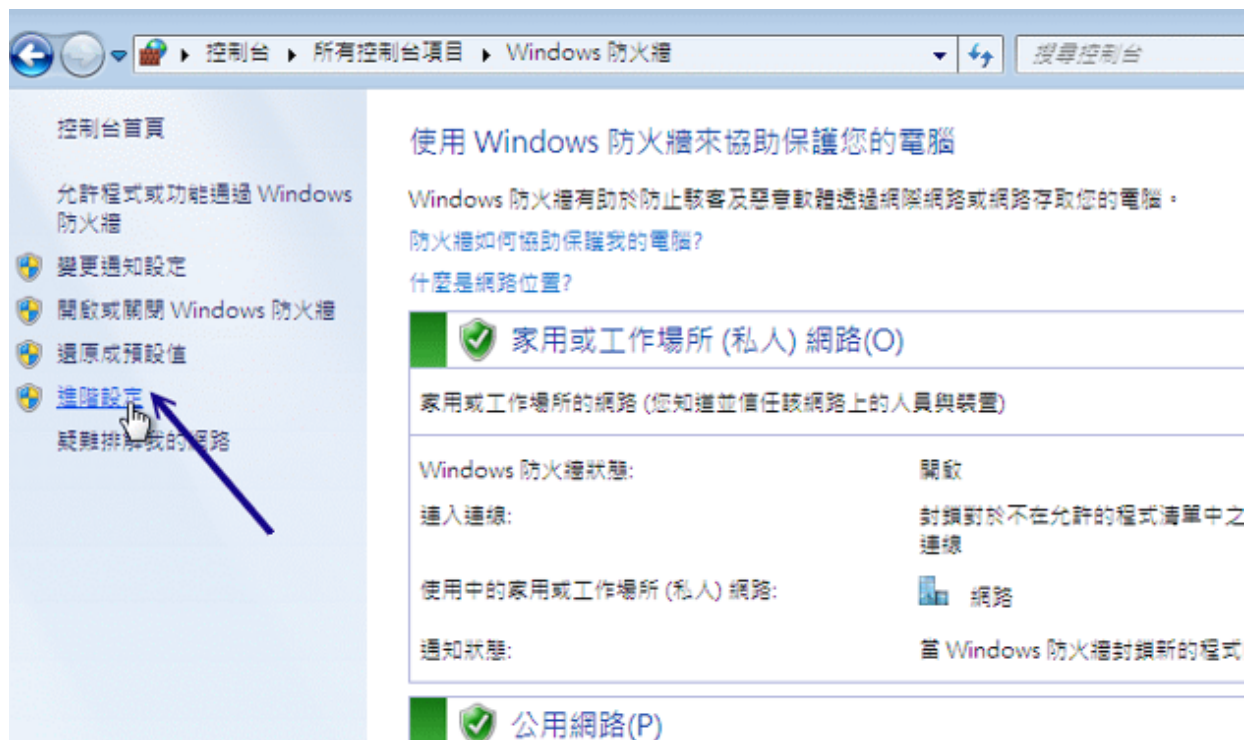 控制台 ▸ 所有控制台項目 ▸ Windows 防火牆
搜尋控制台
控制台首頁
允許程式或功能通過 Windows
防火牆
變更通知設定
開啟或關閉 Windows 防火牆
還原成預設值
進階設定
疑難排解我的網路
使用 Windows 防火牆來協助保護您的電腦
Windows 防火牆有助於防止駭客及惡意軟體透過網際網路或網路存取您的電腦。
防火牆如何協助保護我的電腦?
什麼是網路位置?
家用或工作場所 (私人) 網路(O)
家用或工作場所的網路 (您知道並信任該網路上的人員與裝置)
Windows 防火牆狀態:
開啟
連入連線:
封鎖對於不在允許的程式清單中之
連線
使用中的家用或工作場所 (私人) 網路:
網路
通知狀態:
當 Windows 防火牆封鎖新的程式
公用網路(P)